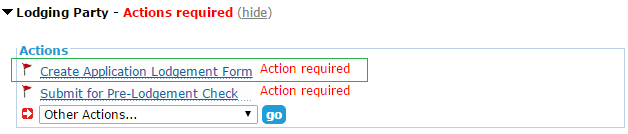 Lodging Party - Actions required (hide)
Actions
Create Application Lodgement Form Action required
Submit for Pre-Lodgement Check Action required
Other Actions... go